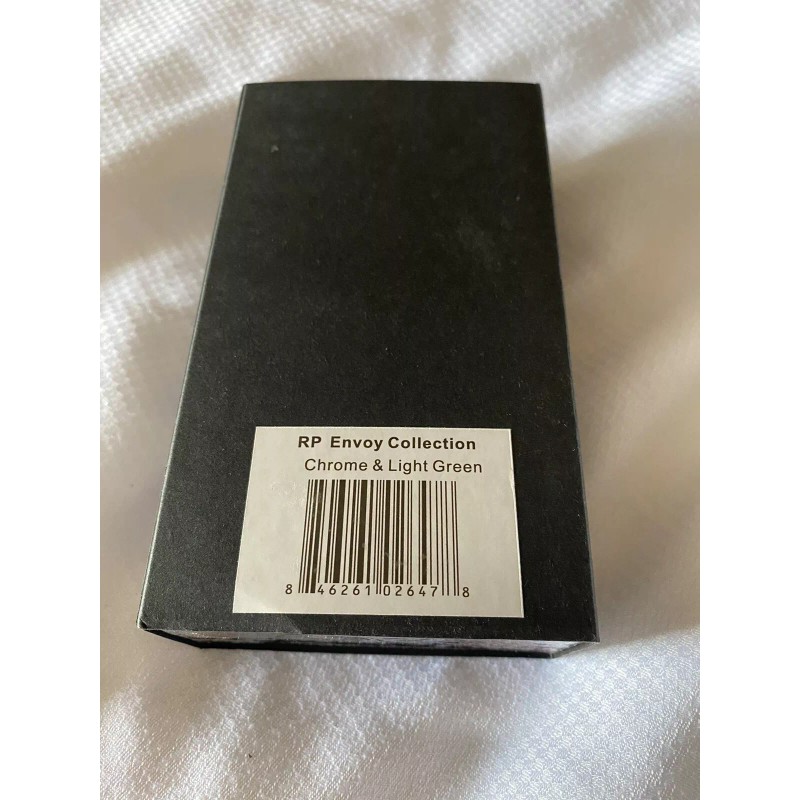 RP Envoy Collection
Chrome & Light Green
8 46261 02647 8